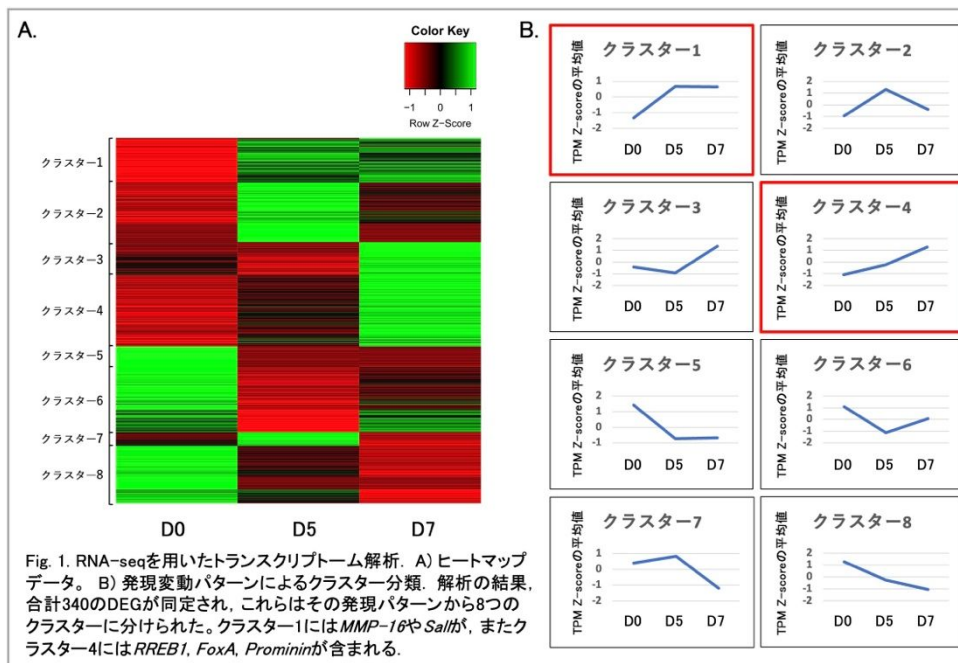 A.
Color Key
−1 0 1
Row Z−Score
クラスター1
クラスター2
クラスター3
クラスター4
クラスター5
クラスター6
クラスター7
クラスター8
D0 D5 D7
Fig. 1. RNA-seqを用いたトランスクリプトーム解析. A) ヒートマップ
データ。 B) 発現変動パターンによるクラスター分類. 解析の結果,
合計340のDEGが同定され, これらはその発現パターンから8つの
クラスターに分けられた。クラスター1にはMMP-16やSallが, またク
ラスター4にはRREB1, FoxA, Promininが含まれる.
B.
クラスター1
TPM Z-scoreの平均値
1
0
-1
-2
D0 D5 D7
クラスター2
TPM Z-scoreの平均値
2
1
0
-1
-2
D0 D5 D7
クラスター3
TPM Z-scoreの平均値
2
1
0
-1
-2
D0 D5 D7
クラスター4
TPM Z-scoreの平均値
2
1
0
-1
-2
D0 D5 D7
クラスター5
TPM Z-scoreの平均値
2
1
0
-1
D0 D5 D7
クラスター6
TPM Z-scoreの平均値
2
1
0
-1
-2
D0 D5 D7
クラスター7
TPM Z-scoreの平均値
1
0
-1
-2
D0 D5 D7
クラスター8
TPM Z-scoreの平均値
2
1
0
-1
-2
D0 D5 D7